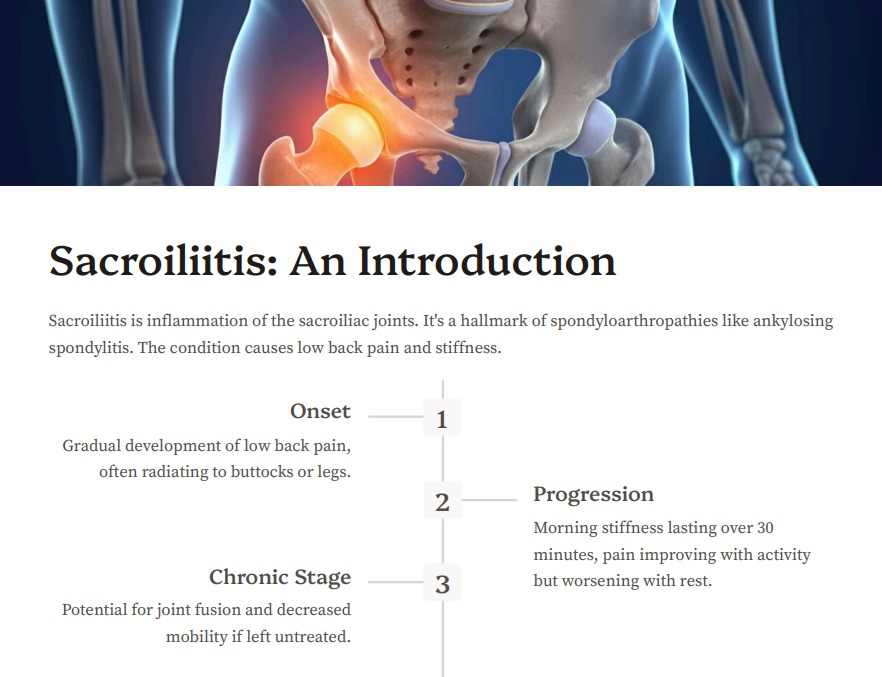 Sacroiliitis: An Introduction
Sacroiliitis is inflammation of the sacroiliac joints. It's a hallmark of spondyloarthropathies like ankylosing
spondylitis. The condition causes low back pain and stiffness.
Onset
1
Gradual development of low back pain,
often radiating to buttocks or legs.
2
Progression
Morning stiffness lasting over 30
minutes, pain improving with activity
but worsening with rest.
Chronic Stage
3
Potential for joint fusion and decreased
mobility if left untreated.